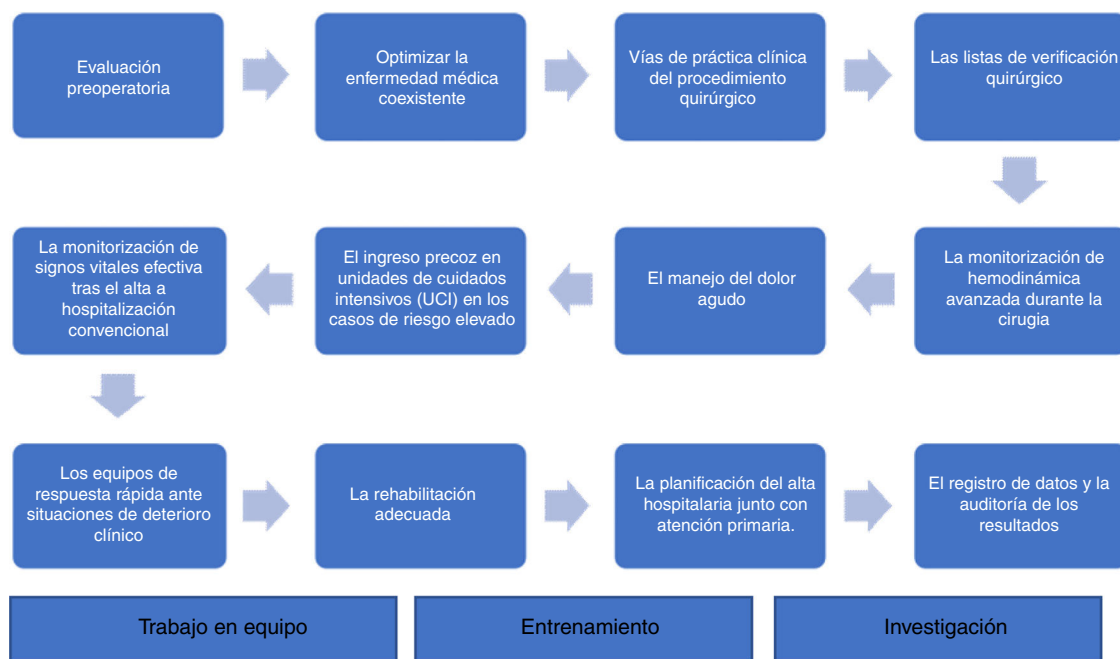 Evaluación
preoperatoria
Optimizar la
enfermedad médica
coexistente
Vías de práctica clínica
del procedimiento
quirúrgico
Las listas de verificación
quirúrgico
La monitorización de
hemodinámica
avanzada durante la
cirugia
El manejo del dolor
agudo
El ingreso precoz en
unidades de cuidados
intensivos (UCI) en los
casos de riesgo elevado
La monitorización de
signos vitales efectiva
tras el alta a
hospitalización
convencional
Los equipos de
respuesta rápida ante
situaciones de deterioro
clínico
La rehabilitación
adecuada
La planificación del alta
hospitalaria junto con
atención primaria.
El registro de datos y la
auditoría de los
resultados
Trabajo en equipo
Entrenamiento
Investigación